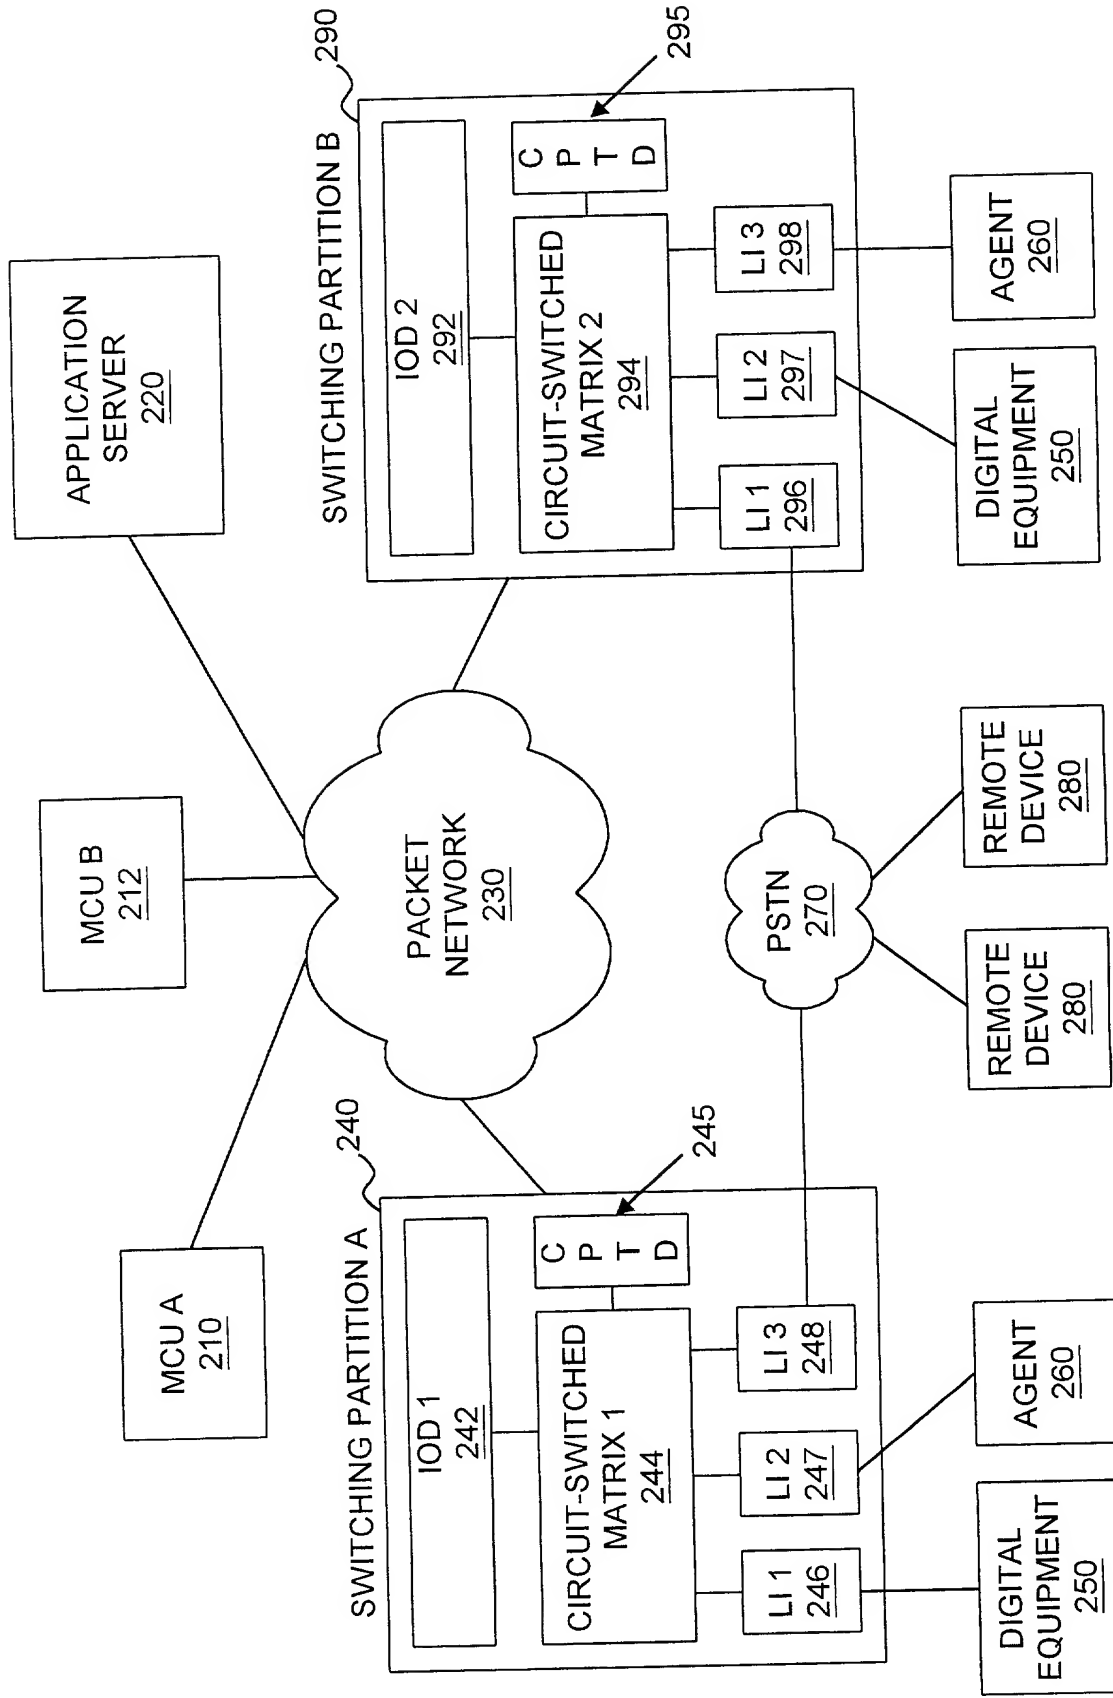 MCU A
210
MCU B
212
APPLICATION
SERVER
220
PACKET
NETWORK
230
SWITCHING PARTITION A
240
IOD 1
242
CIRCUIT-SWITCHED
MATRIX 1
244
C
P
T
D
245
LI 1
246
LI 2
247
LI 3
248
DIGITAL
EQUIPMENT
250
AGENT
260
PSTN
270
REMOTE
DEVICE
280
REMOTE
DEVICE
280
SWITCHING PARTITION B
290
IOD 2
292
CIRCUIT-SWITCHED
MATRIX 2
294
C
P
T
D
295
LI 1
296
LI 2
297
LI 3
298
DIGITAL
EQUIPMENT
250
AGENT
260